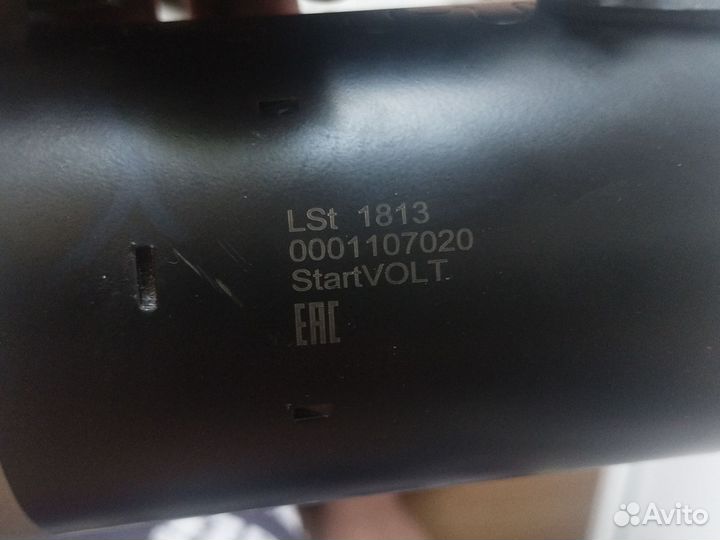 LSt 1813
0001107020
StartVOLT
EAC
Avito